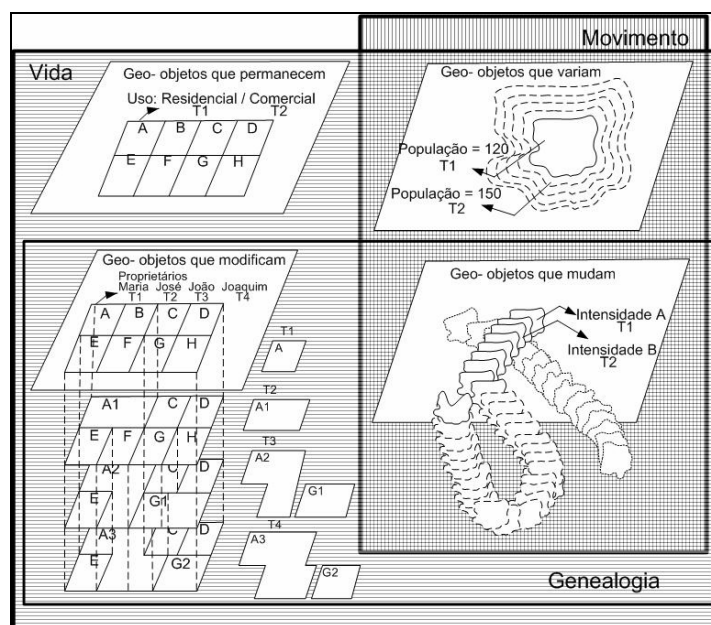 Movimento
Vida
Geo- objetos que permanecem
Uso: Residencial / Comercial
T1 T2
A B C D
E F G H
Geo- objetos que variam
População = 120
T1
População = 150
T2
Geo- objetos que modificam
Proprietários
Maria José João Joaquim
T1 T2 T3 T4
A B C D
E F G H
A1 C D
E F G H
A2 C D
E G1
A3 C D
E G2
T1
A
T2
A1
T3
A2
G1
T4
A3
G2
Geo- objetos que mudam
Intensidade A
T1
Intensidade B
T2
Genealogia